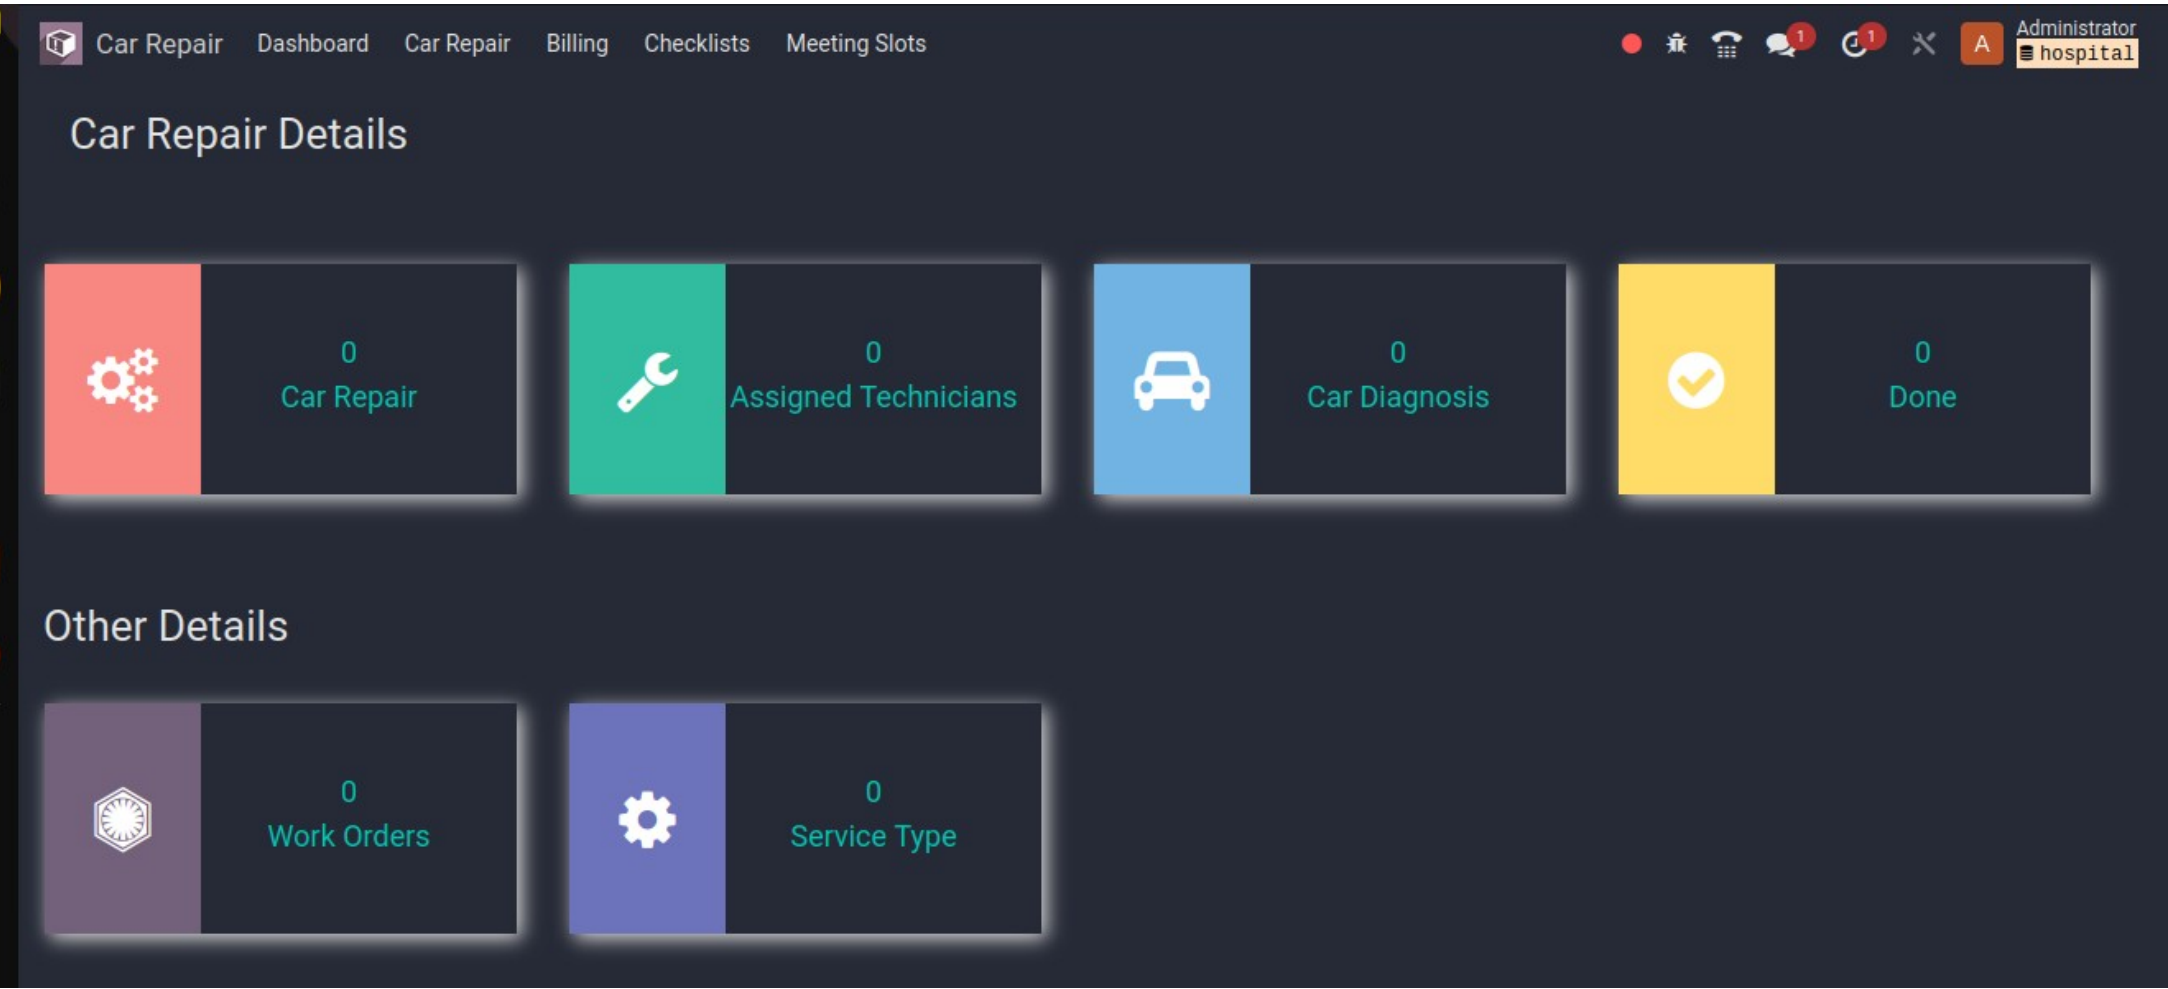 Car Repair Dashboard Car Repair Billing Checklists Meeting Slots 1 1 A Administrator
hospital
Car Repair Details
0
Car Repair
0
Assigned Technicians
0
Car Diagnosis
0
Done
Other Details
0
Work Orders
0
Service Type